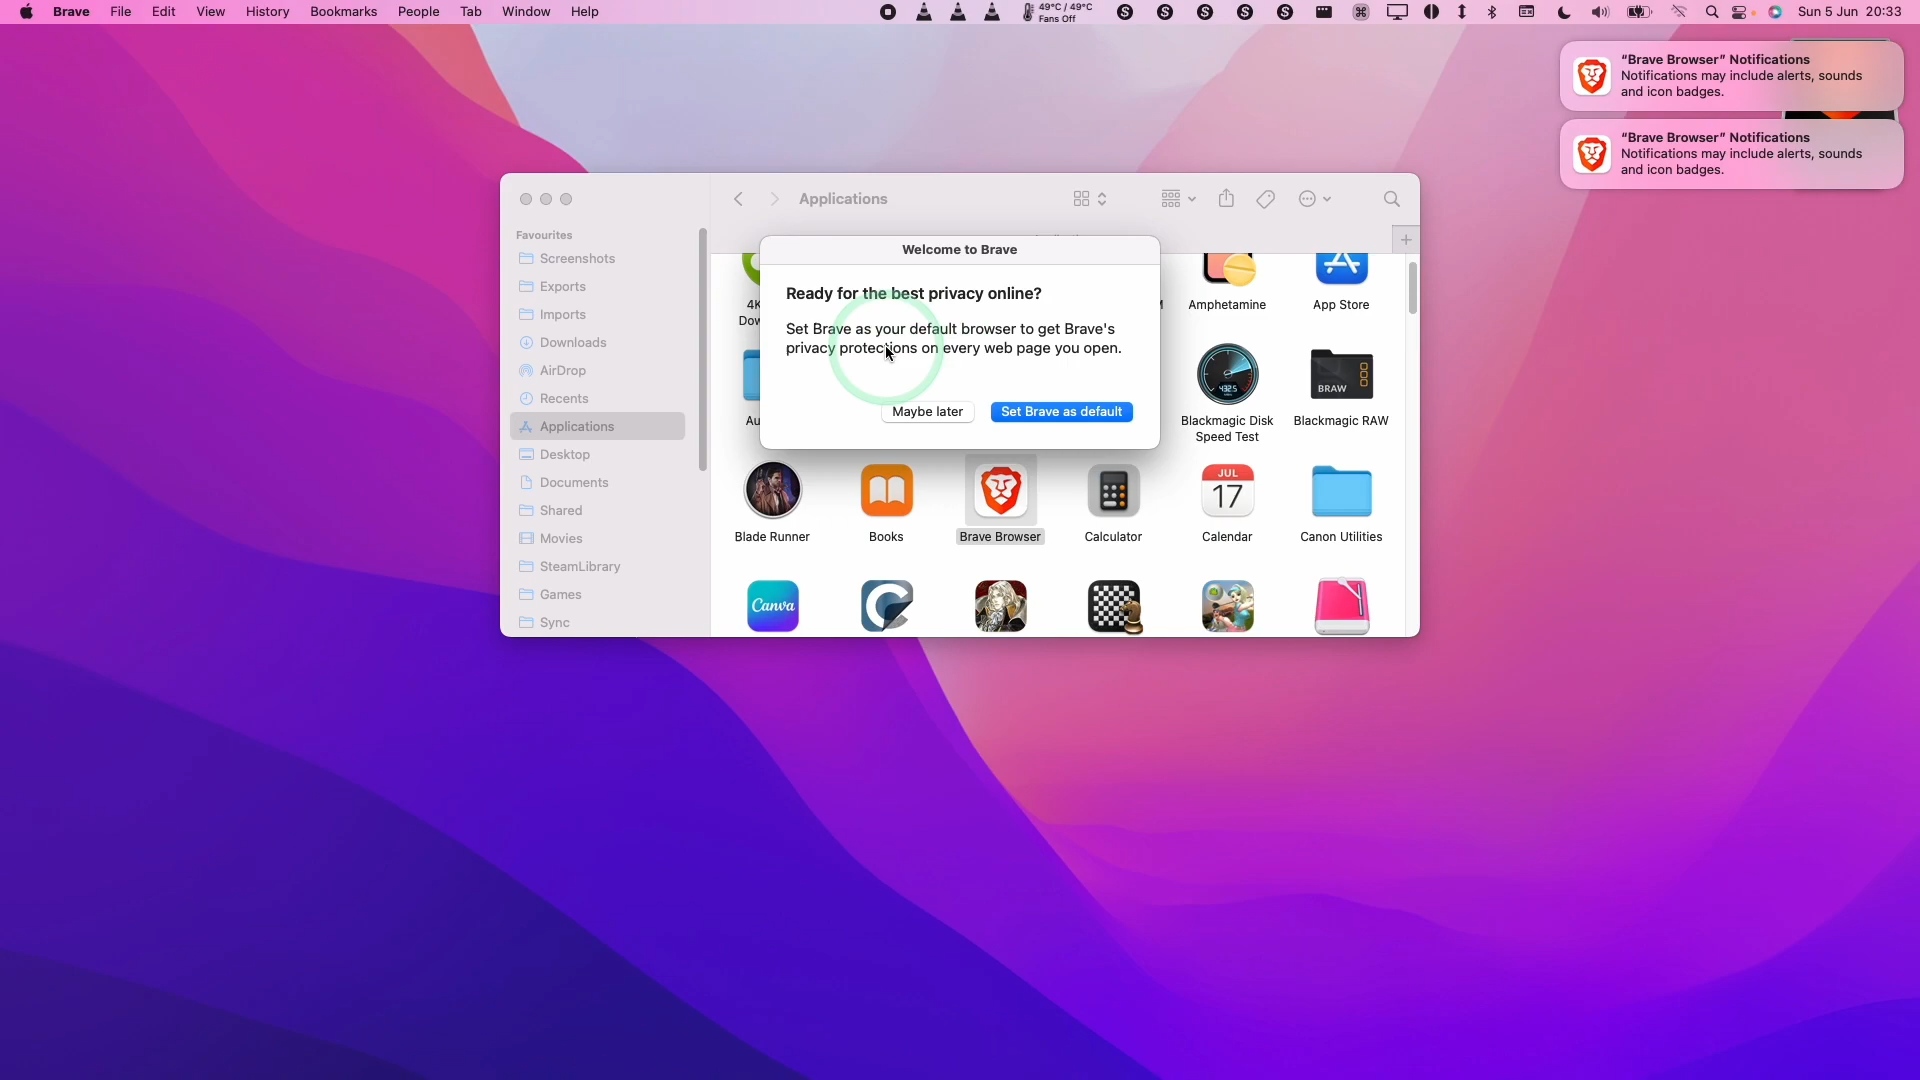 Brave File Edit View History Bookmarks People Tab Window Help
49°C / 49°C
Fans Off
Sun 5 Jun 20:33
"Brave Browser" Notifications
Notifications may include alerts, sounds
and icon badges.
"Brave Browser" Notifications
Notifications may include alerts, sounds
and icon badges.
Applications
Favourites
Screenshots
Exports
Imports
Downloads
AirDrop
Recents
Applications
Desktop
Documents
Shared
Movies
SteamLibrary
Games
Sync
Welcome to Brave
Ready for the best privacy online?
Set Brave as your default browser to get Brave's
privacy protections on every web page you open.
Maybe later
Set Brave as default
Amphetamine
App Store
432.5
BRAW
Blackmagic Disk
Speed Test
Blackmagic RAW
JUL
17
Blade Runner
Books
Brave Browser
Calculator
Calendar
Canon Utilities
Canva